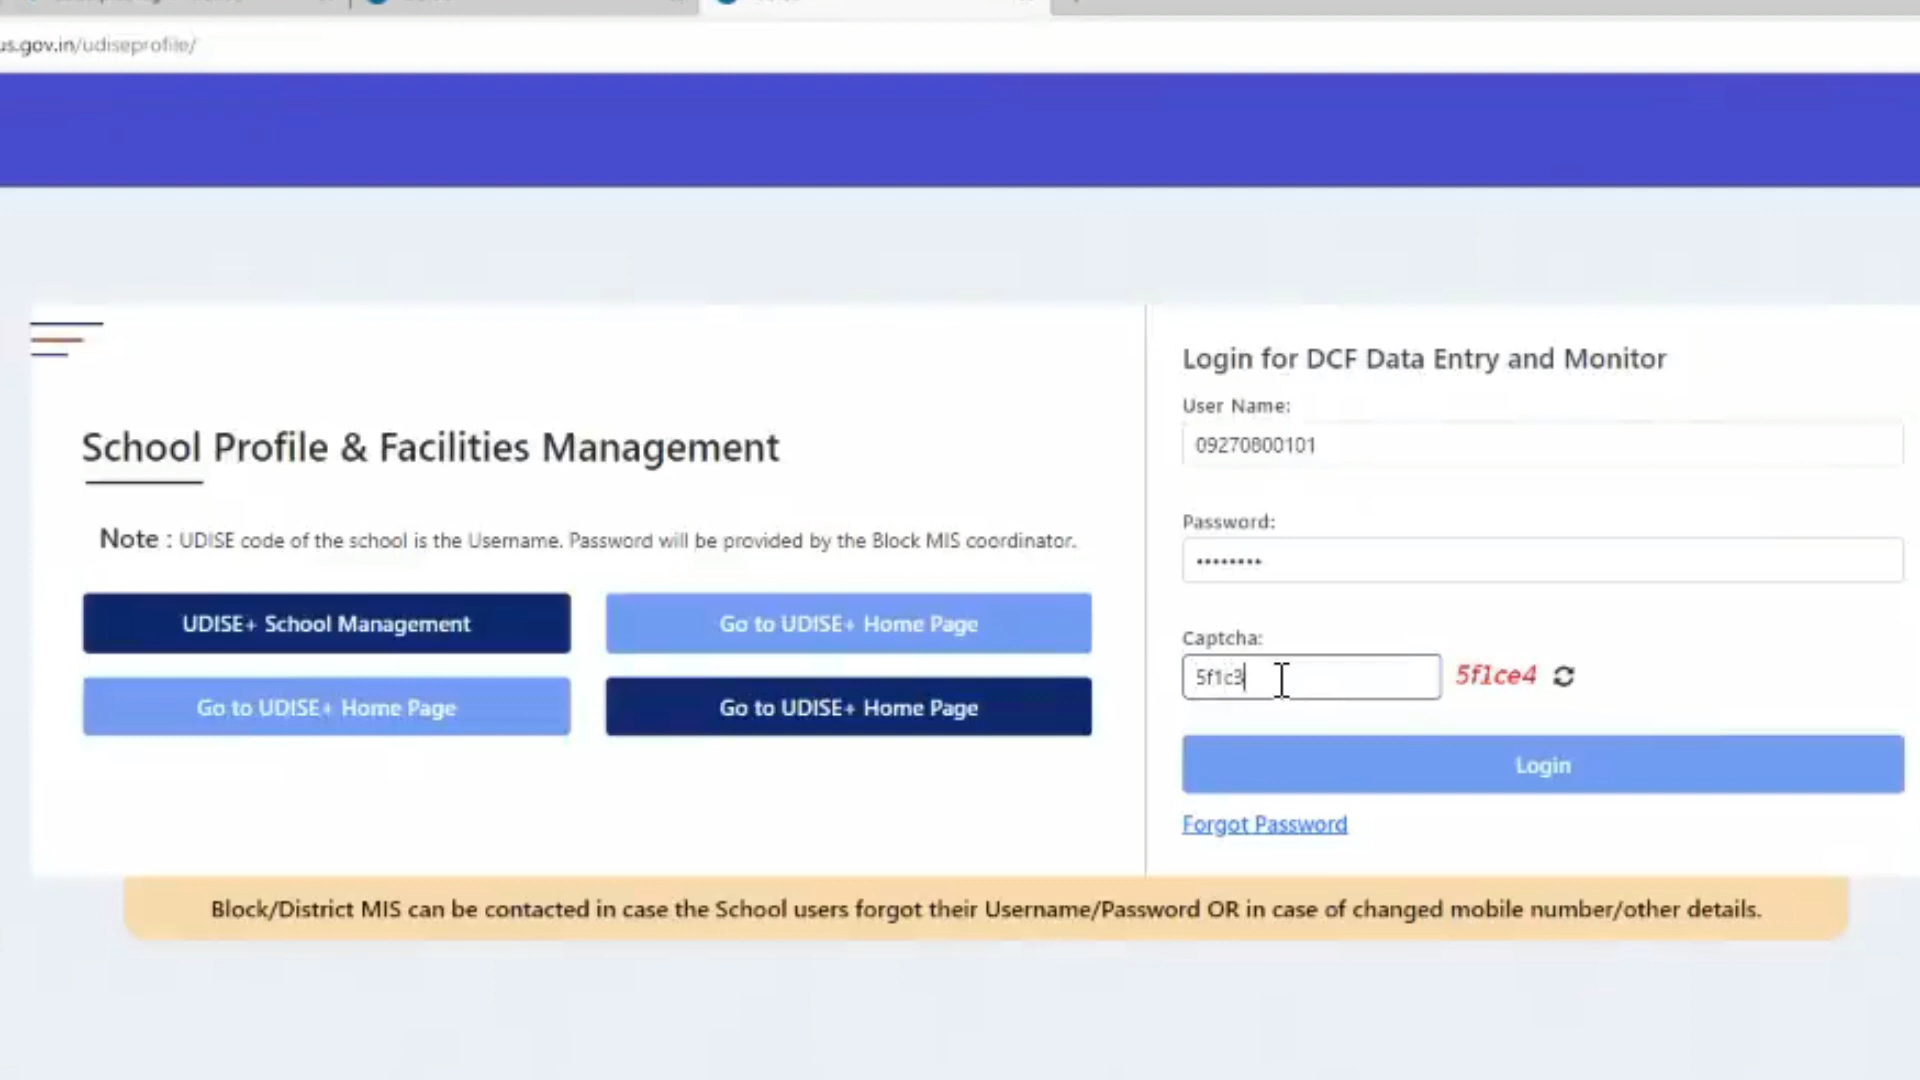 us.gov.in/udiseprofile/
School Profile & Facilities Management
Note : UDISE code of the school is the Username. Password will be provided by the Block MIS coordinator.
UDISE+ School Management
Go to UDISE+ Home Page
Go to UDISE+ Home Page
Go to UDISE+ Home Page
Login for DCF Data Entry and Monitor
User Name:
09270800101
Password:
••••••••
Captcha:
5f1c3
5f1ce4
Login
Forgot Password
Block/District MIS can be contacted in case the School users forgot their Username/Password OR in case of changed mobile number/other details.